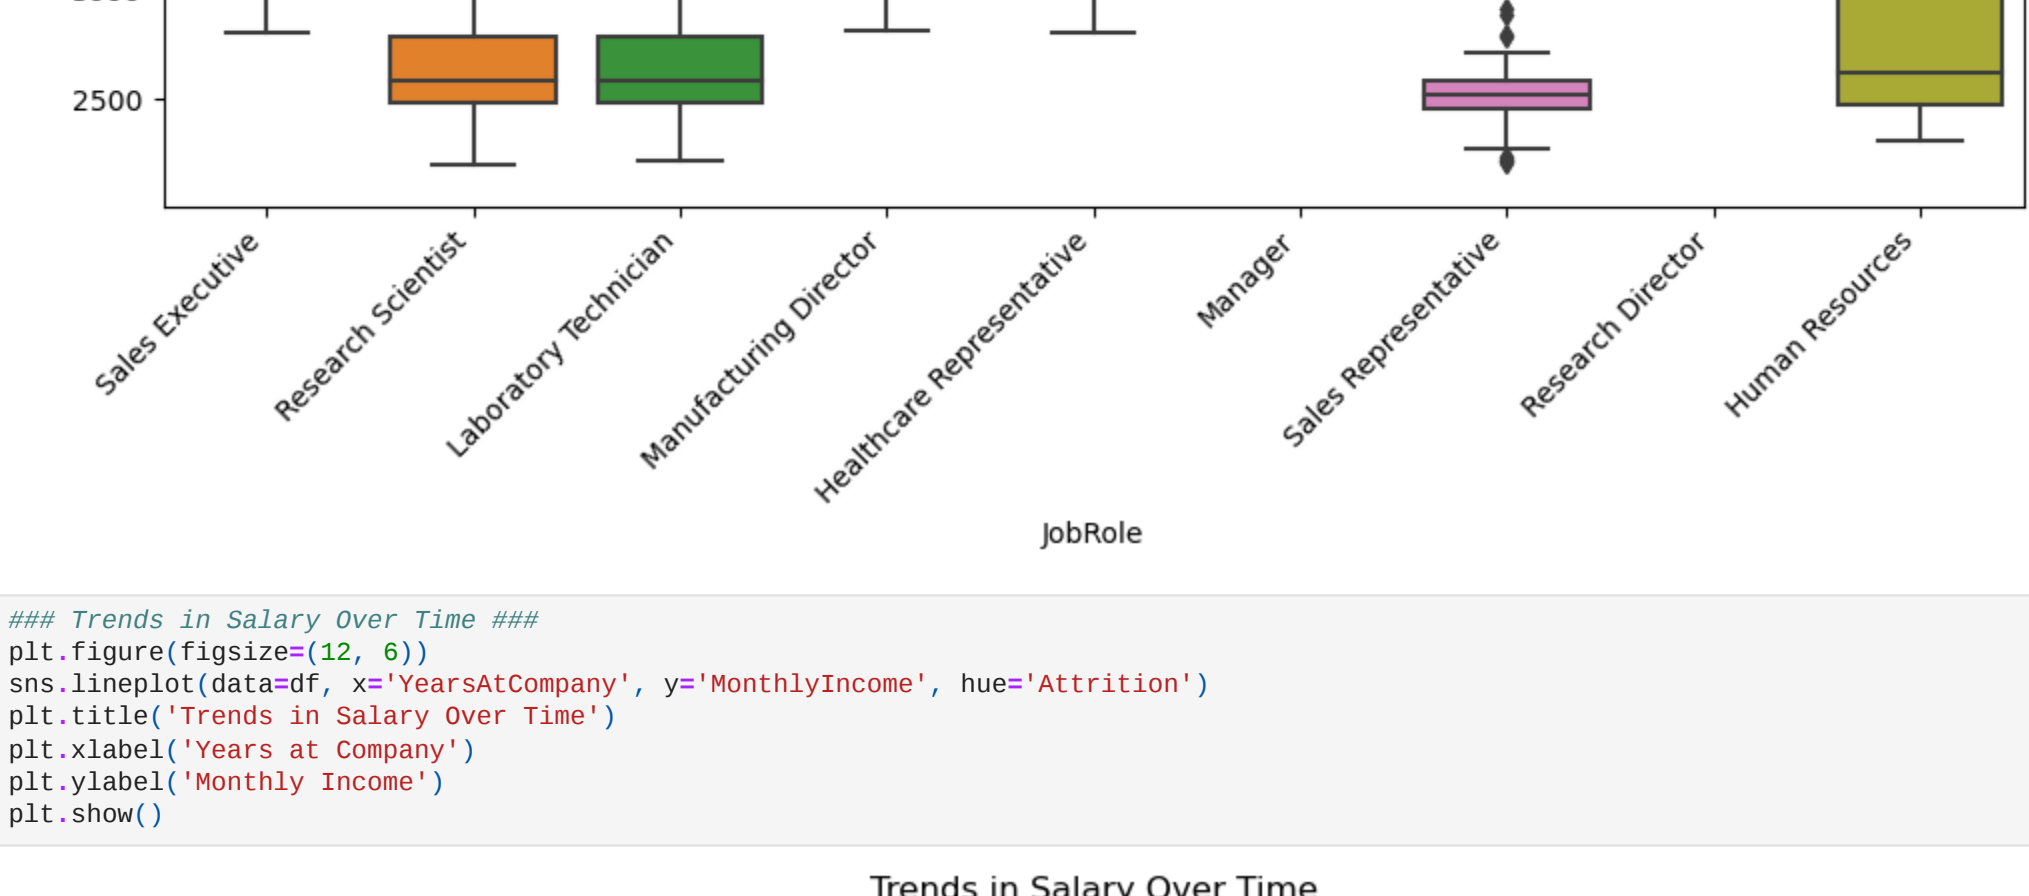 2500
Sales Executive
Research Scientist
Laboratory Technician
Manufacturing Director
Healthcare Representative
Manager
Sales Representative
Research Director
Human Resources
JobRole
### Trends in Salary Over Time ###
plt.figure(figsize=(12, 6))
sns.lineplot(data=df, x='YearsAtCompany', y='MonthlyIncome', hue='Attrition')
plt.title('Trends in Salary Over Time')
plt.xlabel('Years at Company')
plt.ylabel('Monthly Income')
plt.show()
Trends in Salary Over Time